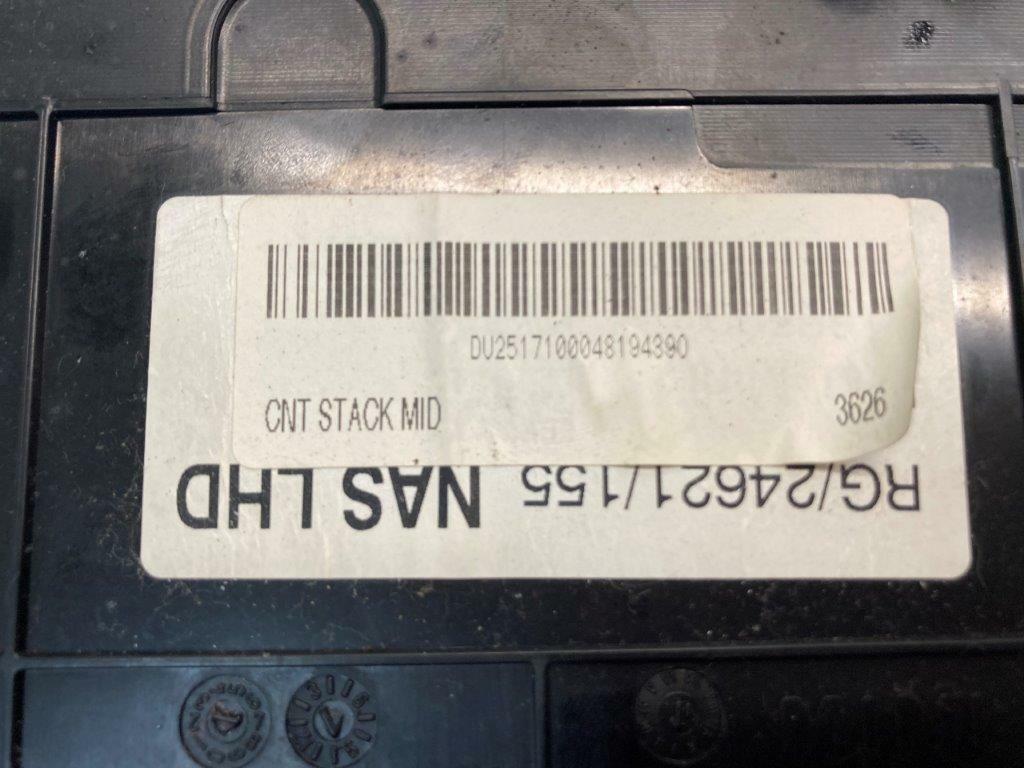 DU2517100048194390
CNT STACK MID 3626
RG/24621/155 NAS LHD